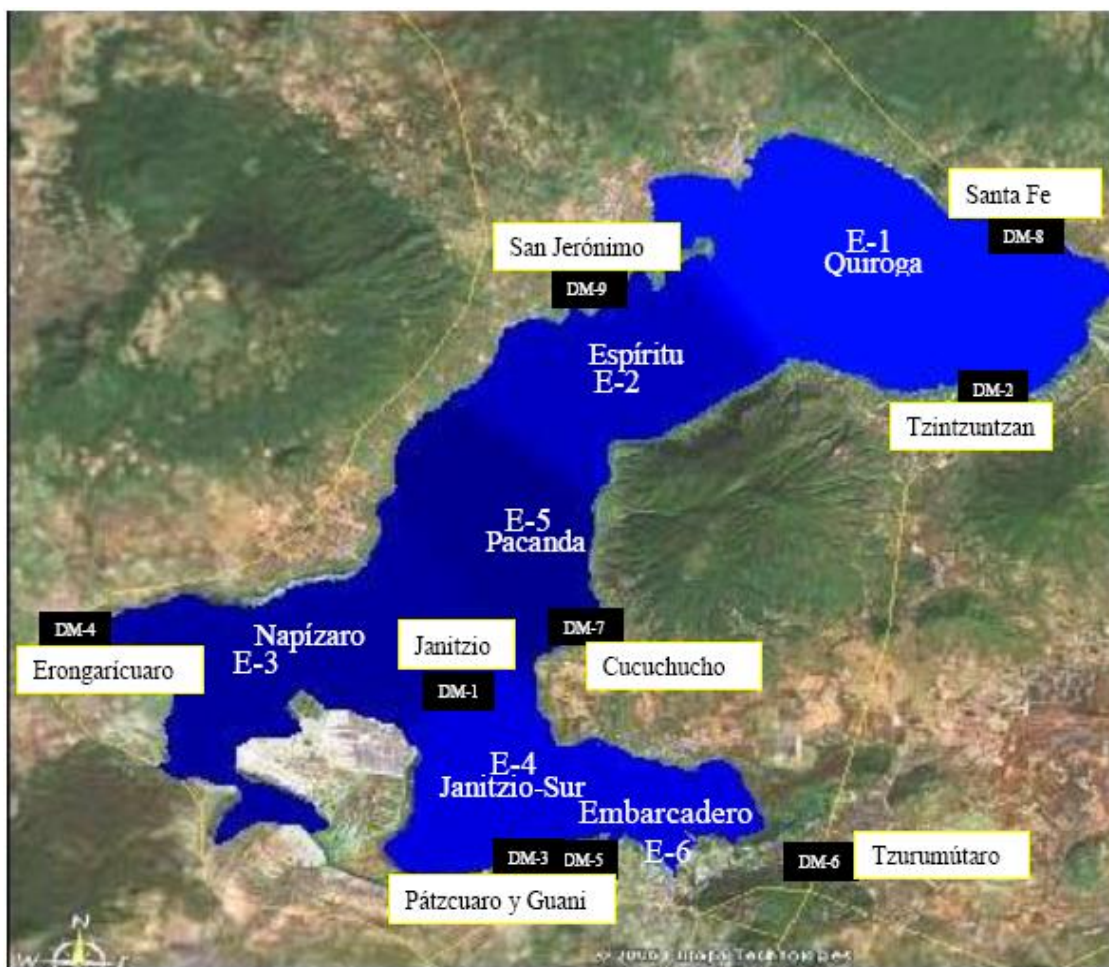 Santa Fe
DM-8
E-1
Quiroga
San Jerónimo
DM-9
Espíritu
E-2
DM-2
Tzintzuntzan
E-5
Pacanda
DM-4
Erongarícuaro
Napízaro
E-3
Janitzio
DM-1
DM-7
Cucuchucho
E-4
Janitzio-Sur
Embarcadero
E-6
DM-3 DM-5
Pátzcuaro y Guani
DM-6
Tzurumútaro
N
W
Technologies